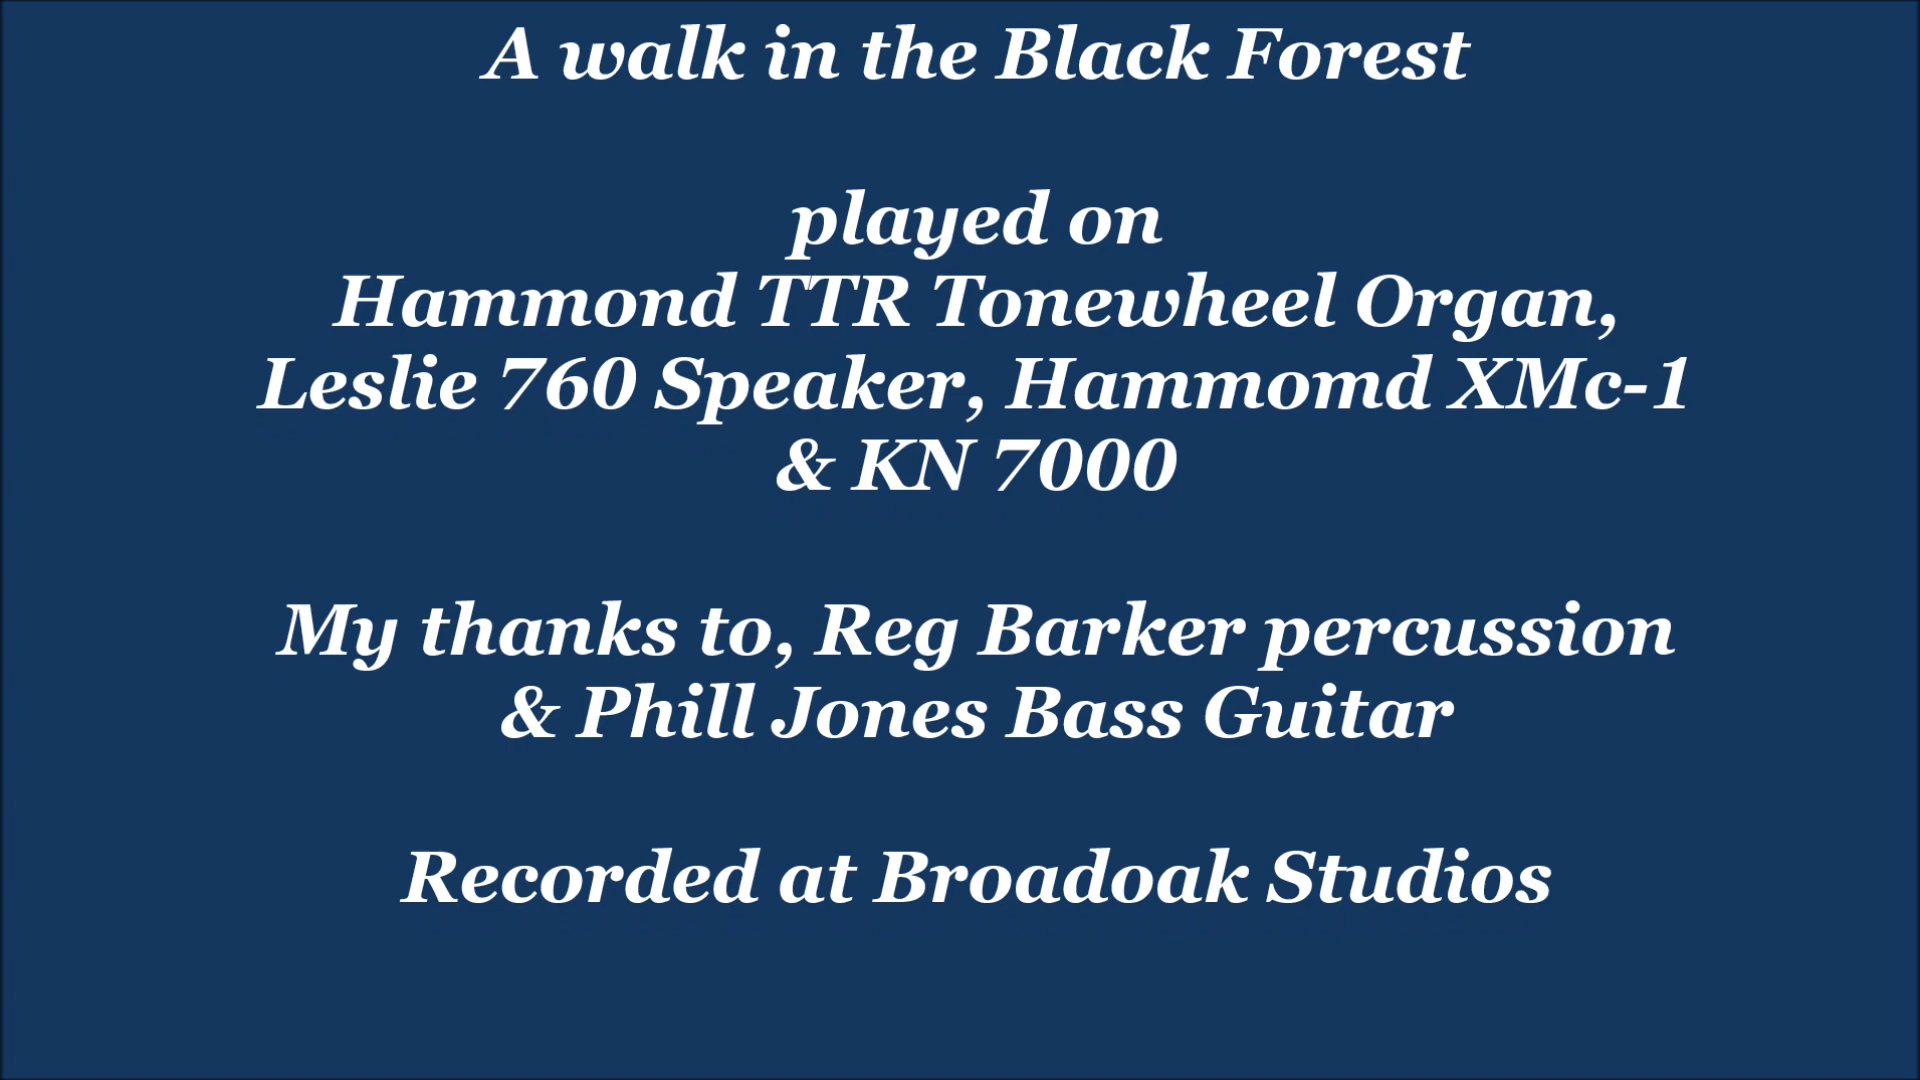 A walk in the Black Forest
played on
Hammond TTR Tonewheel Organ,
Leslie 760 Speaker, Hammomd XMc-1
& KN 7000
My thanks to, Reg Barker percussion
& Phill Jones Bass Guitar
Recorded at Broadoak Studios